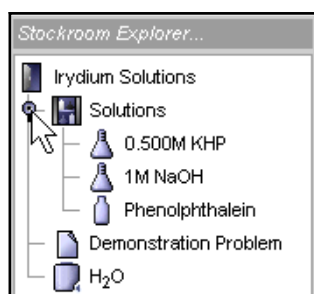 Stockroom Explorer...
Irydium Solutions
Solutions
0.500M KHP
1M NaOH
Phenolphthalein
Demonstration Problem
H₂O